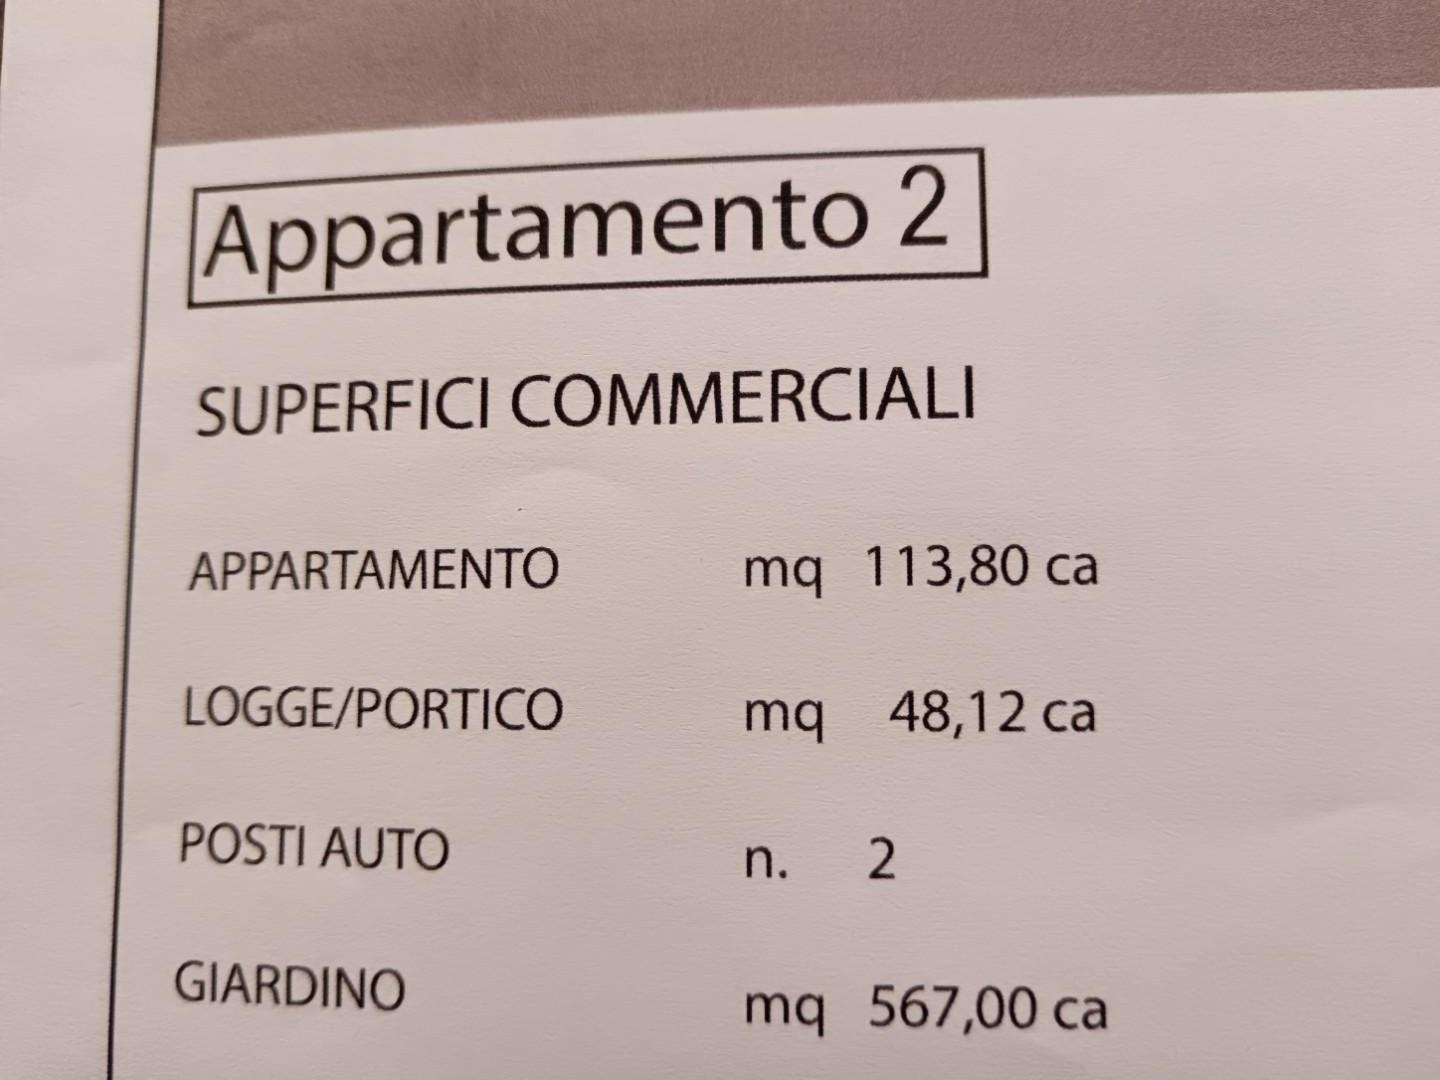 Appartamento 2
SUPERFICI COMMERCIALI
APPARTAMENTO mq 113,80 ca
LOGGE/PORTICO mq 48,12 ca
POSTI AUTO n. 2
GIARDINO mq 567,00 ca